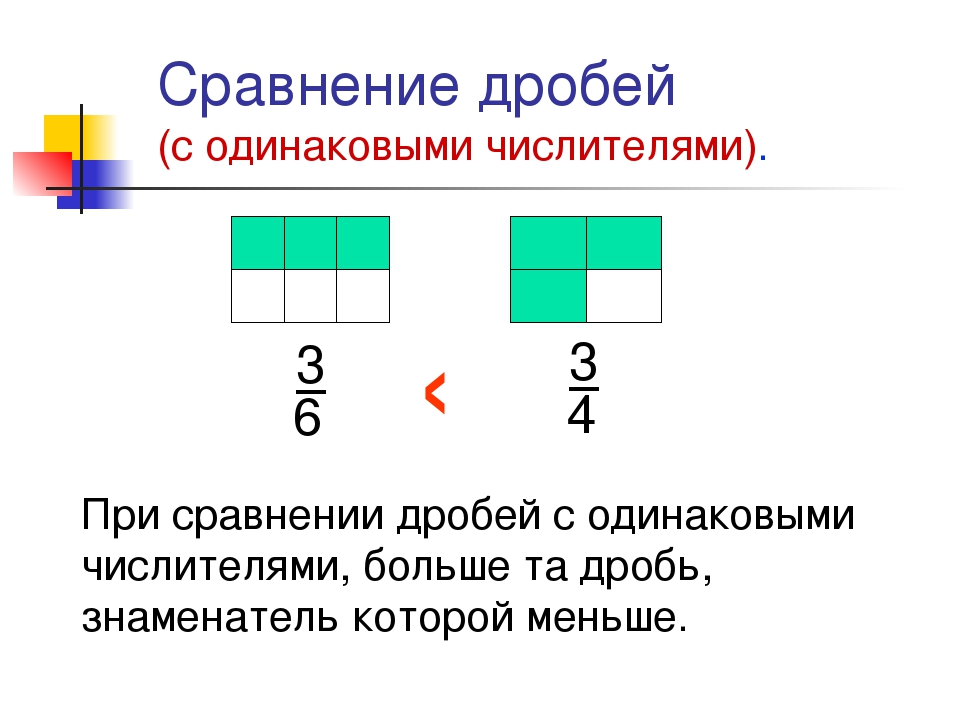 Сравнение дробей
(с одинаковыми числителями).
3 3
< 
6 4
При сравнении дробей с одинаковыми
числителями, больше та дробь,
знаменатель которой меньше.